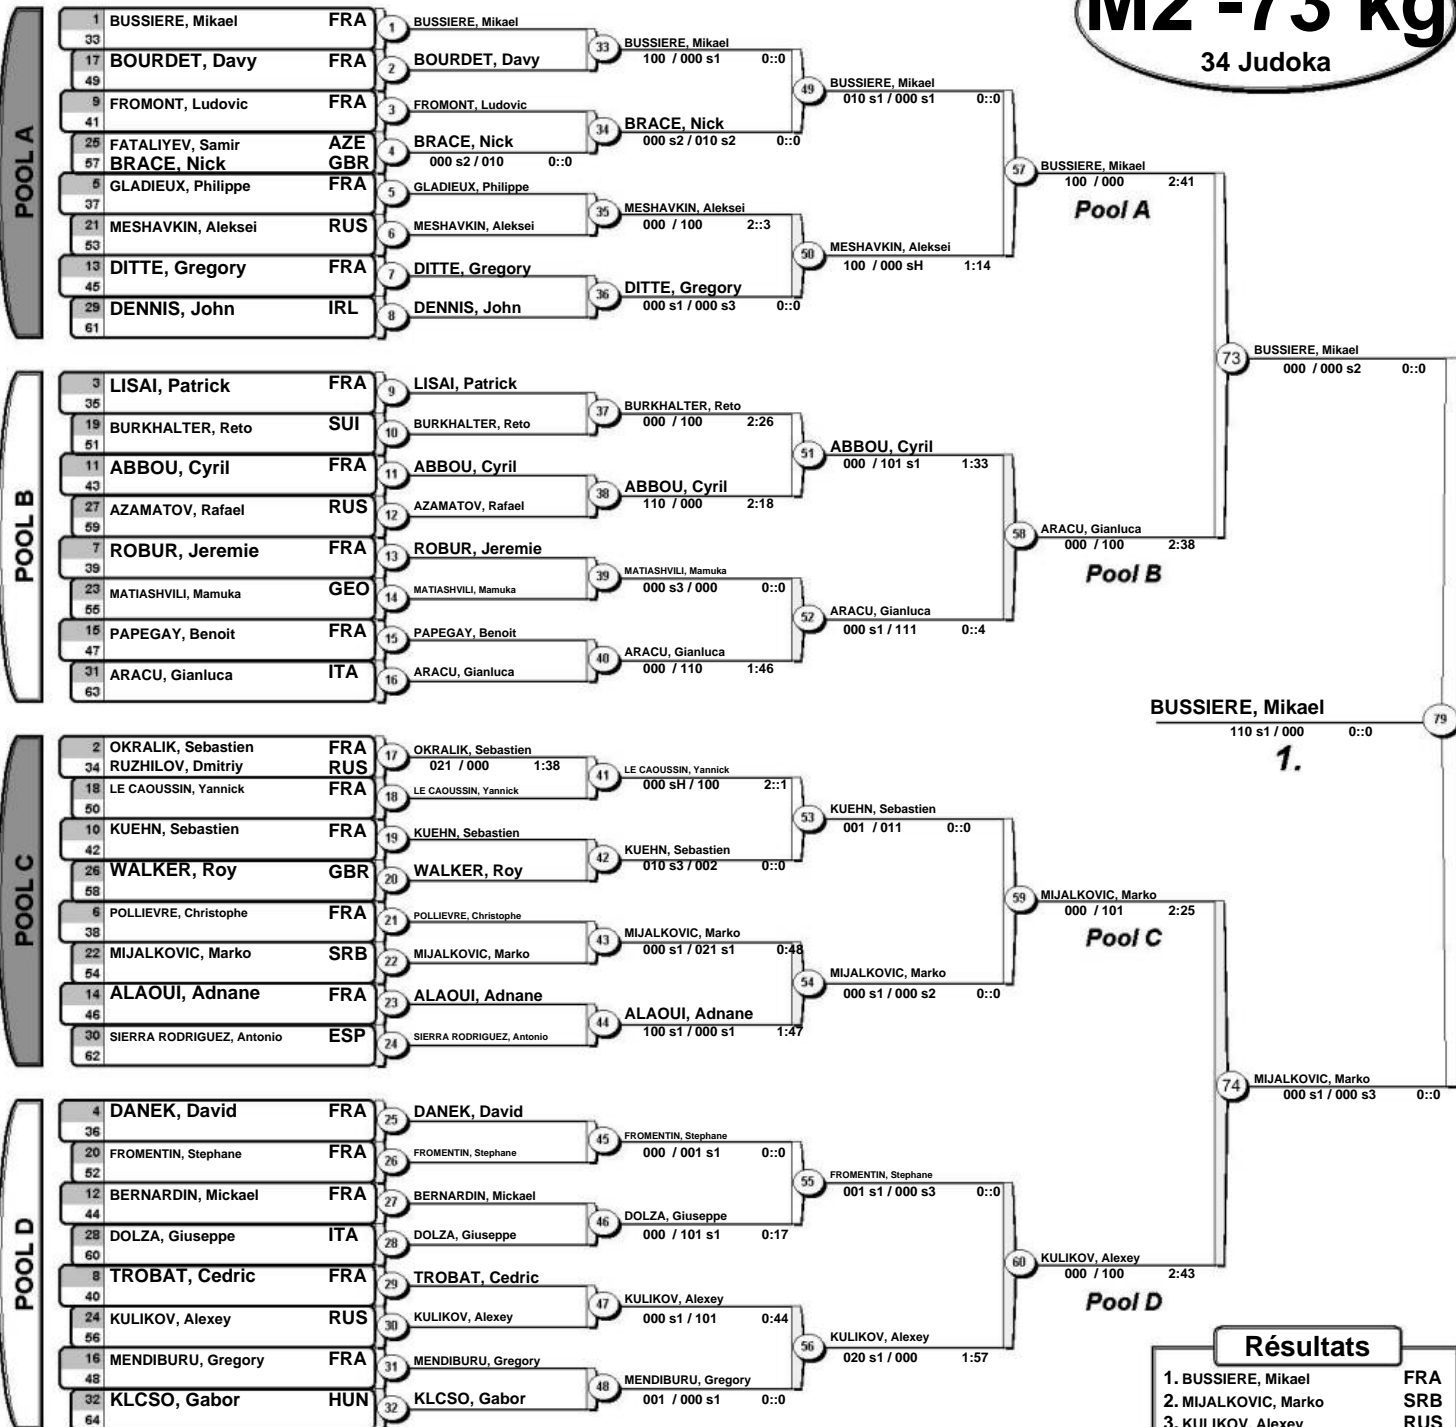 M2 -73 kg
34 Judoka
POOL A
1 BUSSIERE, Mikael FRA
33
17 BOURDET, Davy FRA
49
9 FROMONT, Ludovic FRA
41
25 FATALIYEV, Samir AZE
57 BRACE, Nick GBR
5 GLADIEUX, Philippe FRA
37
21 MESHAVKIN, Aleksei RUS
53
13 DITTE, Gregory FRA
45
29 DENNIS, John IRL
61
1 BUSSIERE, Mikael
2 BOURDET, Davy
3 FROMONT, Ludovic
4 BRACE, Nick
000 s2 / 010 0::0
5 GLADIEUX, Philippe
6 MESHAVKIN, Aleksei
7 DITTE, Gregory
8 DENNIS, John
33 BUSSIERE, Mikael
100 / 000 s1 0::0
34 BRACE, Nick
000 s2 / 010 s2 0::0
35 MESHAVKIN, Aleksei
000 / 100 2::3
36 DITTE, Gregory
000 s1 / 000 s3 0::0
49 BUSSIERE, Mikael
010 s1 / 000 s1 0::0
50 MESHAVKIN, Aleksei
100 / 000 sH 1:14
57 BUSSIERE, Mikael
100 / 000 2:41
Pool A
POOL B
3 LISAI, Patrick FRA
35
19 BURKHALTER, Reto SUI
51
11 ABBOU, Cyril FRA
43
27 AZAMATOV, Rafael RUS
59
7 ROBUR, Jeremie FRA
39
23 MATIASHVILI, Mamuka GEO
55
15 PAPEGAY, Benoit FRA
47
31 ARACU, Gianluca ITA
63
9 LISAI, Patrick
10 BURKHALTER, Reto
11 ABBOU, Cyril
12 AZAMATOV, Rafael
13 ROBUR, Jeremie
14 MATIASHVILI, Mamuka
15 PAPEGAY, Benoit
16 ARACU, Gianluca
37 BURKHALTER, Reto
000 / 100 2:26
38 ABBOU, Cyril
110 / 000 2:18
39 MATIASHVILI, Mamuka
000 s3 / 000 0::0
40 ARACU, Gianluca
000 / 110 1:46
51 ABBOU, Cyril
000 / 101 s1 1:33
52 ARACU, Gianluca
000 s1 / 111 0::4
58 ARACU, Gianluca
000 / 100 2:38
Pool B
73 BUSSIERE, Mikael
000 / 000 s2 0::0
BUSSIERE, Mikael 79
110 s1 / 000 0::0
1.
POOL C
2 OKRALIK, Sebastien FRA
34 RUZHILOV, Dmitriy RUS
18 LE CAOUSSIN, Yannick FRA
50
10 KUEHN, Sebastien FRA
42
26 WALKER, Roy GBR
58
6 POLLIEVRE, Christophe FRA
38
22 MIJALKOVIC, Marko SRB
54
14 ALAOUI, Adnane FRA
46
30 SIERRA RODRIGUEZ, Antonio ESP
62
17 OKRALIK, Sebastien
021 / 000 1:38
18 LE CAOUSSIN, Yannick
19 KUEHN, Sebastien
20 WALKER, Roy
21 POLLIEVRE, Christophe
22 MIJALKOVIC, Marko
23 ALAOUI, Adnane
24 SIERRA RODRIGUEZ, Antonio
41 LE CAOUSSIN, Yannick
000 sH / 100 2::1
42 KUEHN, Sebastien
010 s3 / 002 0::0
43 MIJALKOVIC, Marko
000 s1 / 021 s1 0:48
44 ALAOUI, Adnane
100 s1 / 000 s1 1:47
53 KUEHN, Sebastien
001 / 011 0::0
54 MIJALKOVIC, Marko
000 s1 / 000 s2 0::0
59 MIJALKOVIC, Marko
000 / 101 2:25
Pool C
74 MIJALKOVIC, Marko
000 s1 / 000 s3 0::0
POOL D
4 DANEK, David FRA
36
20 FROMENTIN, Stephane FRA
52
12 BERNARDIN, Mickael FRA
44
28 DOLZA, Giuseppe ITA
60
8 TROBAT, Cedric FRA
40
24 KULIKOV, Alexey RUS
56
16 MENDIBURU, Gregory FRA
48
32 KLCSO, Gabor HUN
64
25 DANEK, David
26 FROMENTIN, Stephane
27 BERNARDIN, Mickael
28 DOLZA, Giuseppe
29 TROBAT, Cedric
30 KULIKOV, Alexey
31 MENDIBURU, Gregory
32 KLCSO, Gabor
45 FROMENTIN, Stephane
000 / 001 s1 0::0
46 DOLZA, Giuseppe
000 / 101 s1 0:17
47 KULIKOV, Alexey
000 s1 / 101 0:44
48 MENDIBURU, Gregory
001 / 000 s1 0::0
55 FROMENTIN, Stephane
001 s1 / 000 s3 0::0
56 KULIKOV, Alexey
020 s1 / 000 1:57
60 KULIKOV, Alexey
000 / 100 2:43
Pool D
Résultats
1. BUSSIERE, Mikael FRA
2. MIJALKOVIC, Marko SRB
3. KULIKOV, Alexey RUS